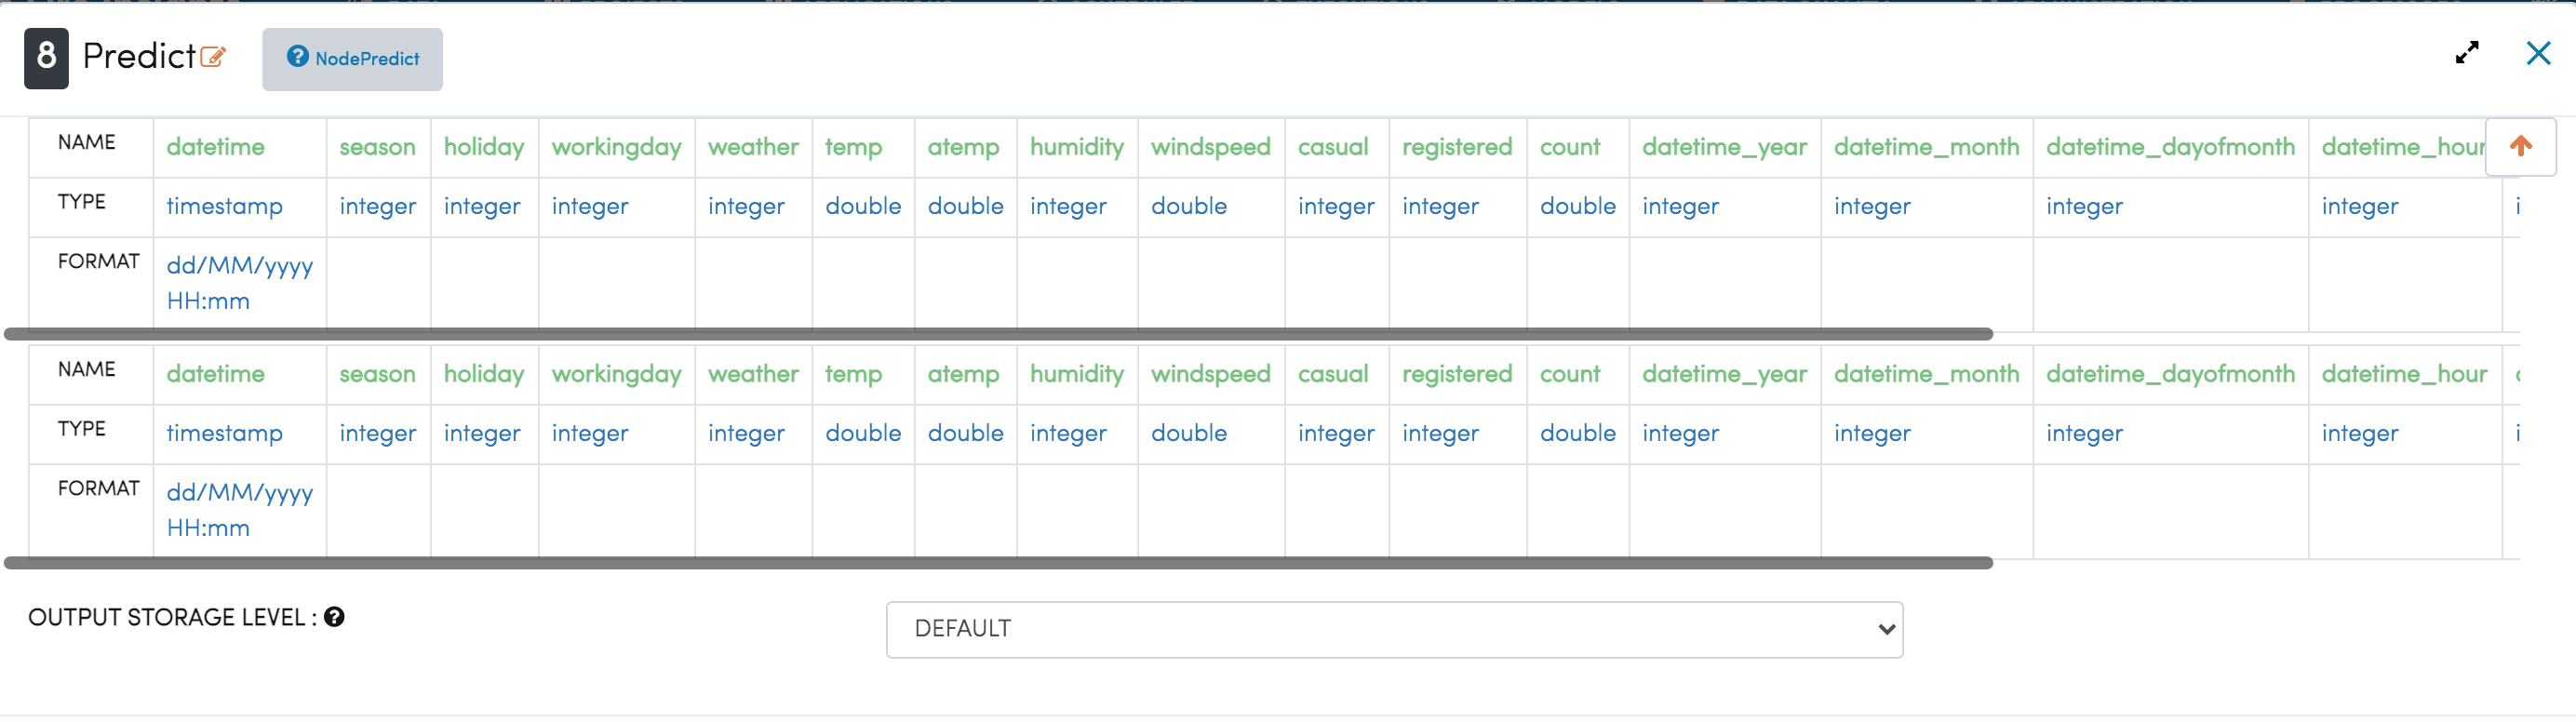 8 Predict NodePredict
NAME datetime season holiday workingday weather temp atemp humidity windspeed casual registered count datetime_year datetime_month datetime_dayofmonth datetime_hour
TYPE timestamp integer integer integer integer double double integer double integer integer double integer integer integer integer
FORMAT dd/MM/yyyy
HH:mm
NAME datetime season holiday workingday weather temp atemp humidity windspeed casual registered count datetime_year datetime_month datetime_dayofmonth datetime_hour
TYPE timestamp integer integer integer integer double double integer double integer integer double integer integer integer integer
FORMAT dd/MM/yyyy
HH:mm
OUTPUT STORAGE LEVEL :
DEFAULT